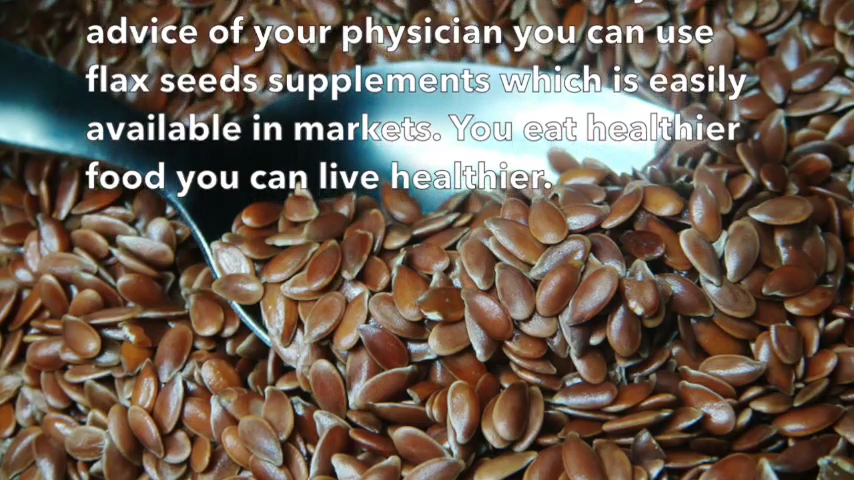 advice of your physician you can use
flax seeds supplements which is easily
available in markets. You eat healthier
food you can live healthier.